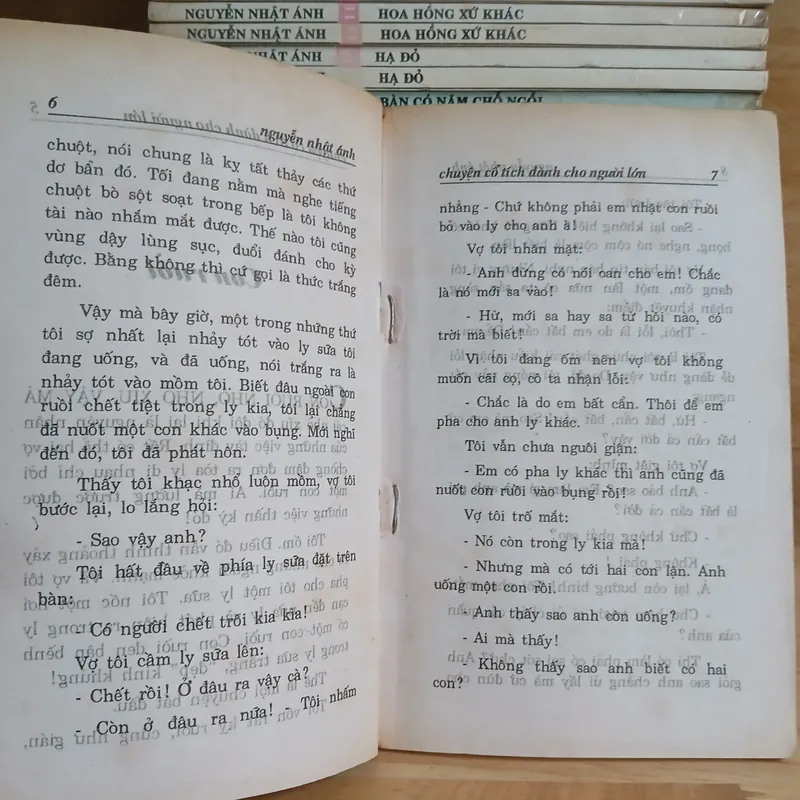 NGUYỄN NHẬT ÁNH HOA HỒNG XỨ KHÁC
NGUYỄN NHẬT ÁNH HOA HỒNG XỨ KHÁC
NHẬT ÁNH HẠ ĐỎ
HẠ ĐỎ
BÀN CÓ NĂM CHỖ NGỒI
6 nguyễn nhật ánh
chuột, nói chung là kỵ tất thảy các thứ
dơ bẩn đó. Tối đang nằm mà nghe tiếng
chuột bò sột soạt trong bếp là tôi không
tài nào nhắm mắt được. Thế nào tôi cũng
vùng dậy lùng sục, đuổi đánh cho kỳ
được. Bằng không thì cứ gọi là thức trắng
đêm.
Vậy mà bây giờ, một trong những thứ
tôi sợ nhất lại nhảy tót vào ly sữa tôi
đang uống, và đã uống, nói trắng ra là
nhảy tót vào mồm tôi. Biết đâu ngoài con
ruồi chết tiệt trong ly kia, tôi lại chẳng
đã nuốt một con khác vào bụng. Mới nghĩ
đến đó, tôi đã phát nôn.
Thấy tôi khạc nhổ luôn mồm, vợ tôi
bước lại, lo lắng hỏi:
- Sao vậy anh?
Tôi hất đầu về phía ly sữa đặt trên
bàn:
- Có người chết trôi kia kìa!
Vợ tôi cầm ly sữa lên:
- Chết rồi! Ở đâu ra vậy cà?
- Còn ở đâu ra nữa! - Tôi nhấm
chuyện cổ tích dành cho người lớn 7
nhẳng - Chứ không phải em nhặt con ruồi
bỏ vào ly cho anh à!
Vợ tôi nhăn mặt:
- Anh đừng có nói oan cho em! Chắc
là nó mới sa vào!
- Hừ, mới sa hay sa từ hồi nào, có
trời mà biết!
Vì tôi đang ốm nên vợ tôi không
muốn cãi cọ, cô ta nhận lỗi:
- Chắc là do em bất cẩn. Thôi để em
pha cho anh ly khác.
Tôi vẫn chưa nguôi giận:
- Em có pha ly khác thì anh cũng đã
nuốt con ruồi vào bụng rồi!
Vợ tôi trố mắt:
- Nó còn trong ly kia mà!
- Nhưng mà có tới hai con lận. Anh
uống một con rồi.
- Anh thấy sao anh còn uống?
- Ai mà thấy!
- Không thấy sao anh biết có hai
con?